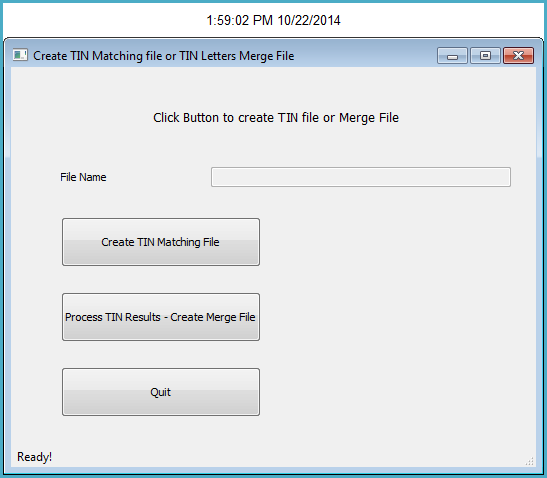 1:59:02 PM 10/22/2014
Create TIN Matching file or TIN Letters Merge File
Click Button to create TIN file or Merge File
File Name
Create TIN Matching File
Process TIN Results - Create Merge File
Quit
Ready!